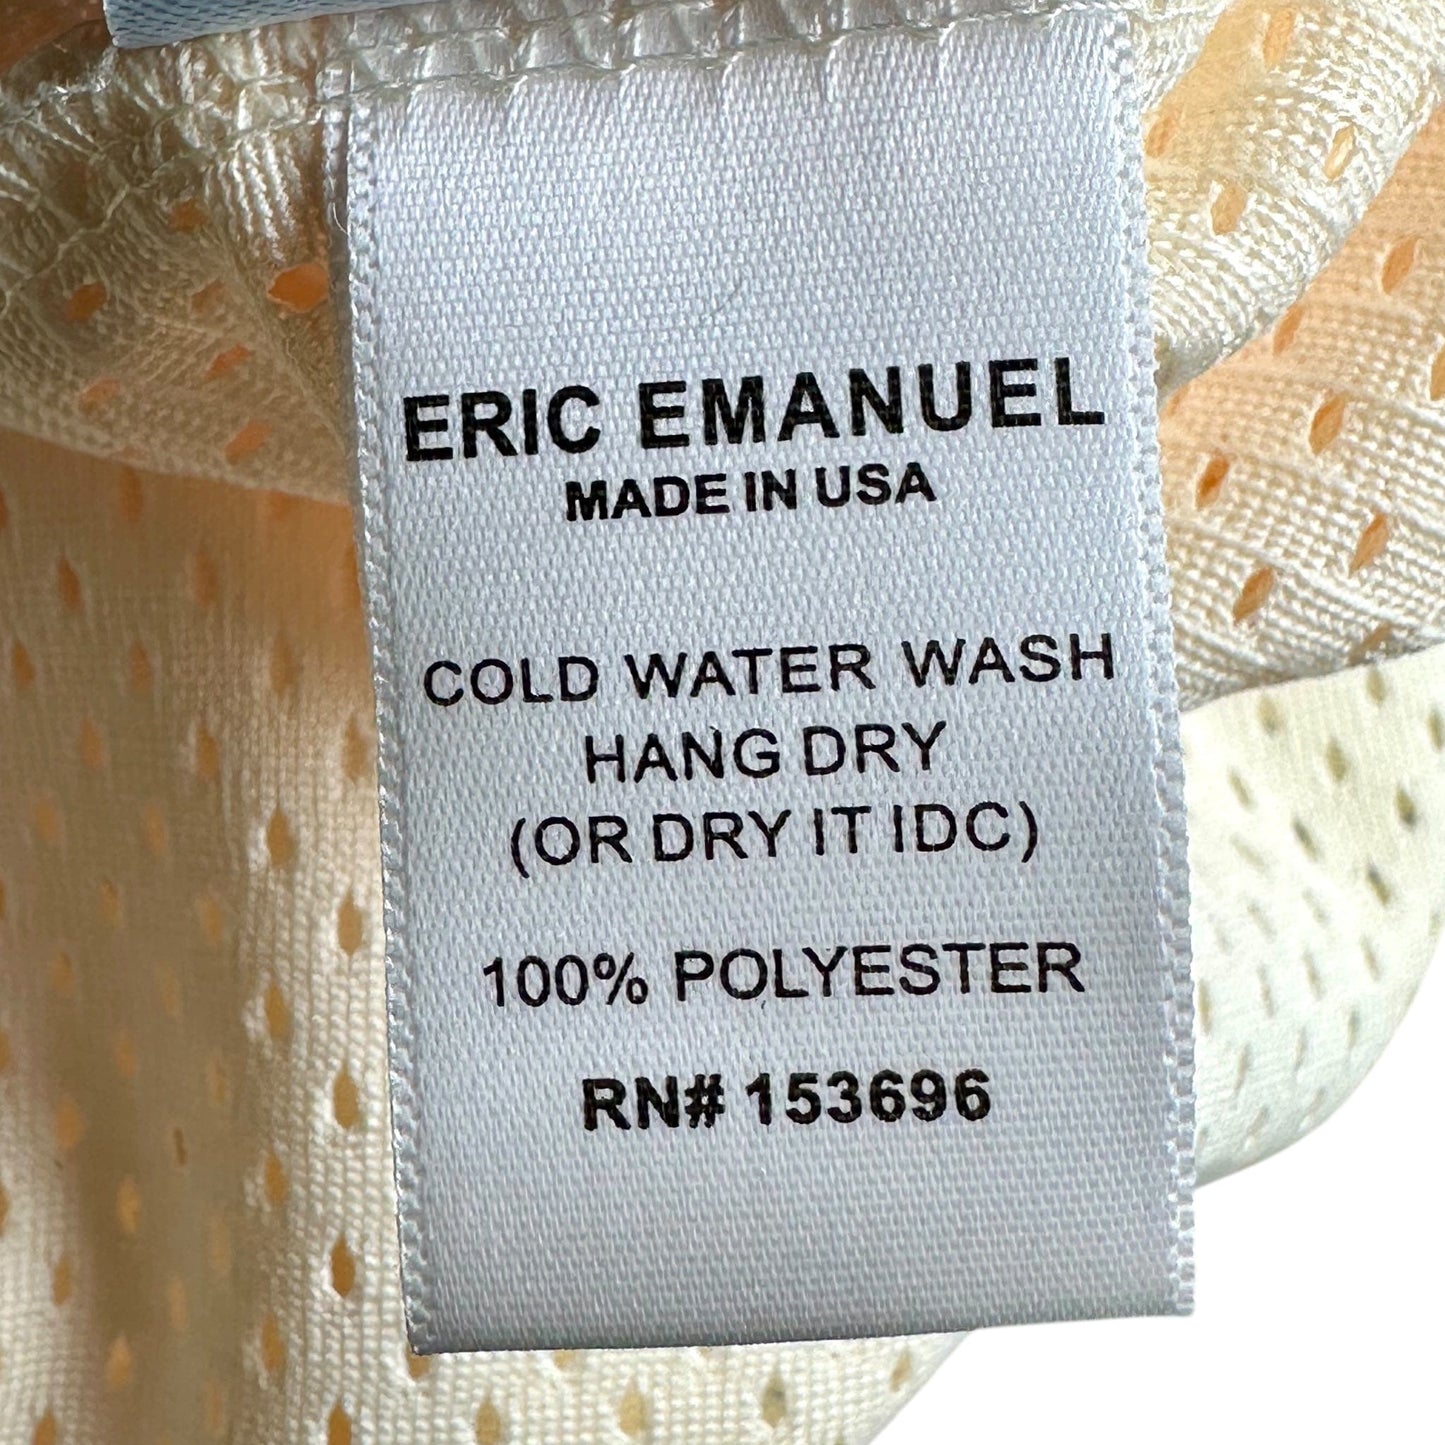 ERIC EMANUEL
MADE IN USA
COLD WATER WASH
HANG DRY
(OR DRY IT IDC)
100% POLYESTER
RN# 153696